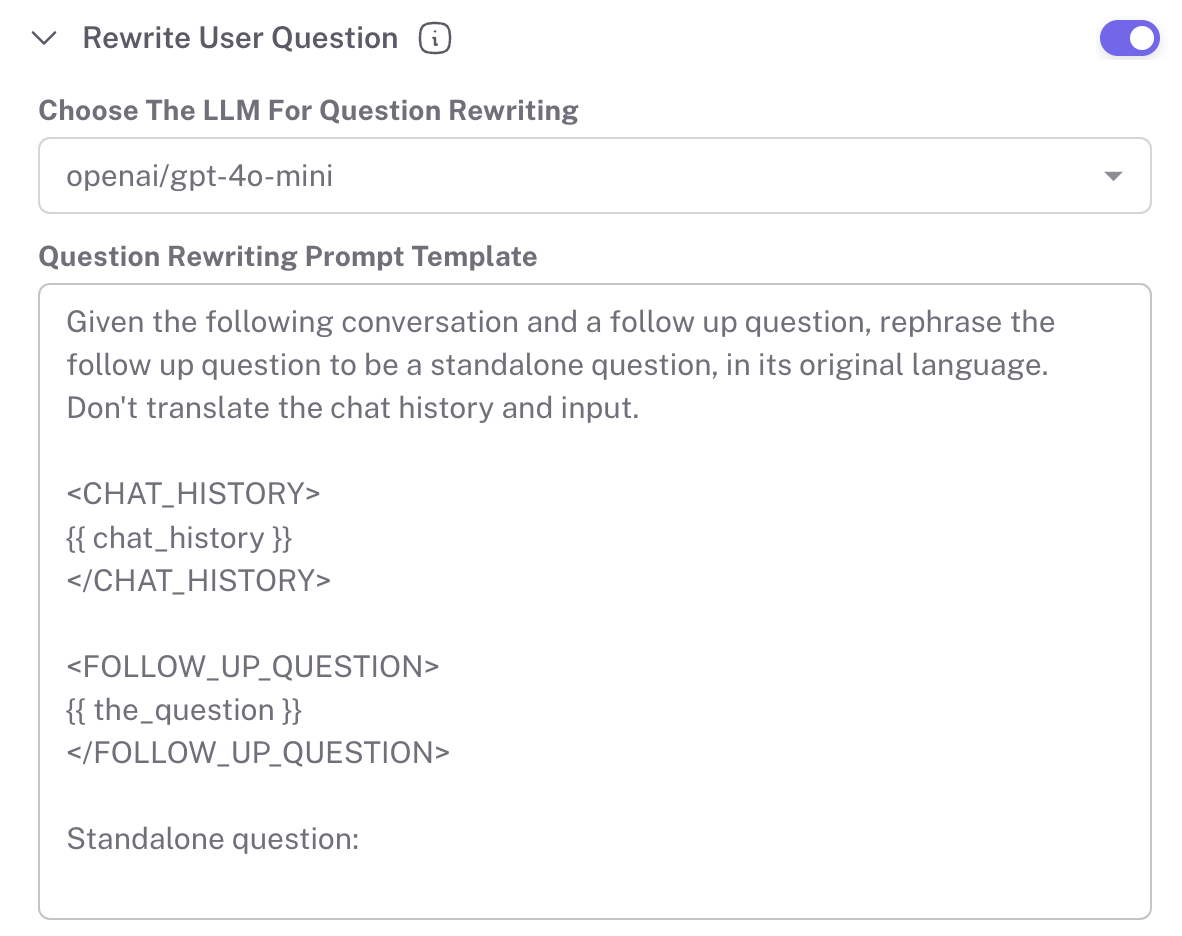 Rewrite User Question
Choose The LLM For Question Rewriting
openai/gpt-4o-mini
Question Rewriting Prompt Template
Given the following conversation and a follow up question, rephrase the
follow up question to be a standalone question, in its original language.
Don't translate the chat history and input.
<CHAT_HISTORY>
{{ chat_history }}
</CHAT_HISTORY>
<FOLLOW_UP_QUESTION>
{{ the_question }}
</FOLLOW_UP_QUESTION>
Standalone question: